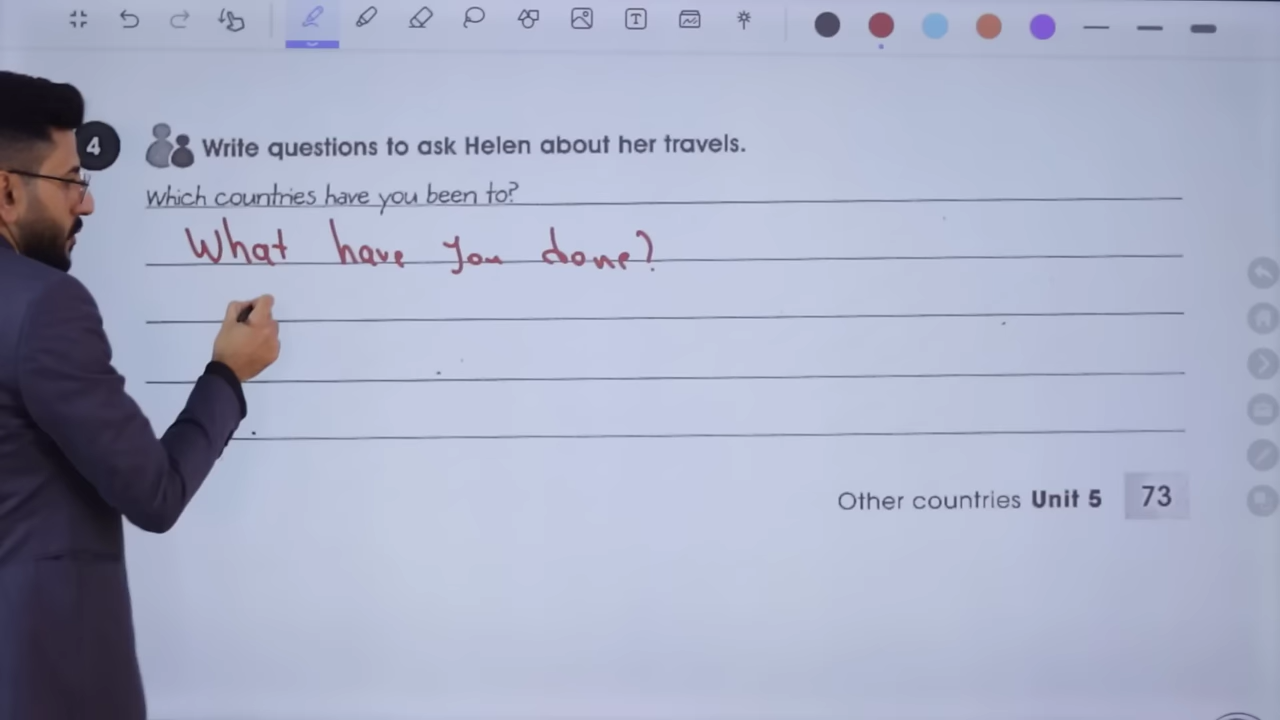 4 Write questions to ask Helen about her travels.
Which countries have you been to?
What have you done?
Other countries Unit 5 73